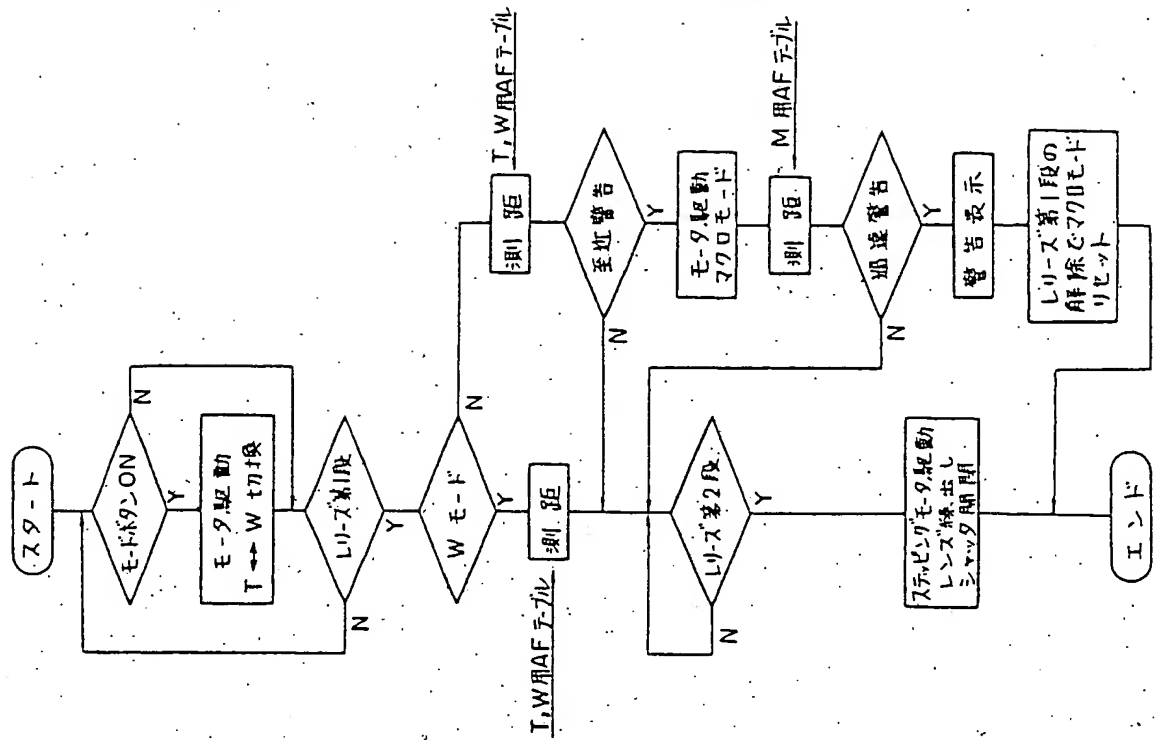 スタート
モードボタンON
N
Y
モータ駆動
T↔W切換
レリーズ第1段
N
Y
Wモード
N
Y
測距
T,W用AFテーブル
測距
T,W用AFテーブル
至近警告
N
Y
モータ駆動
マクロモード
測距
M用AFテーブル
過遠警告
N
Y
警告表示
レリーズ第1段の
解除でマクロモード
リセット
レリーズ第2段
N
Y
ステッピングモータ駆動
レンズ繰出し
シャッタ開閉
エンド